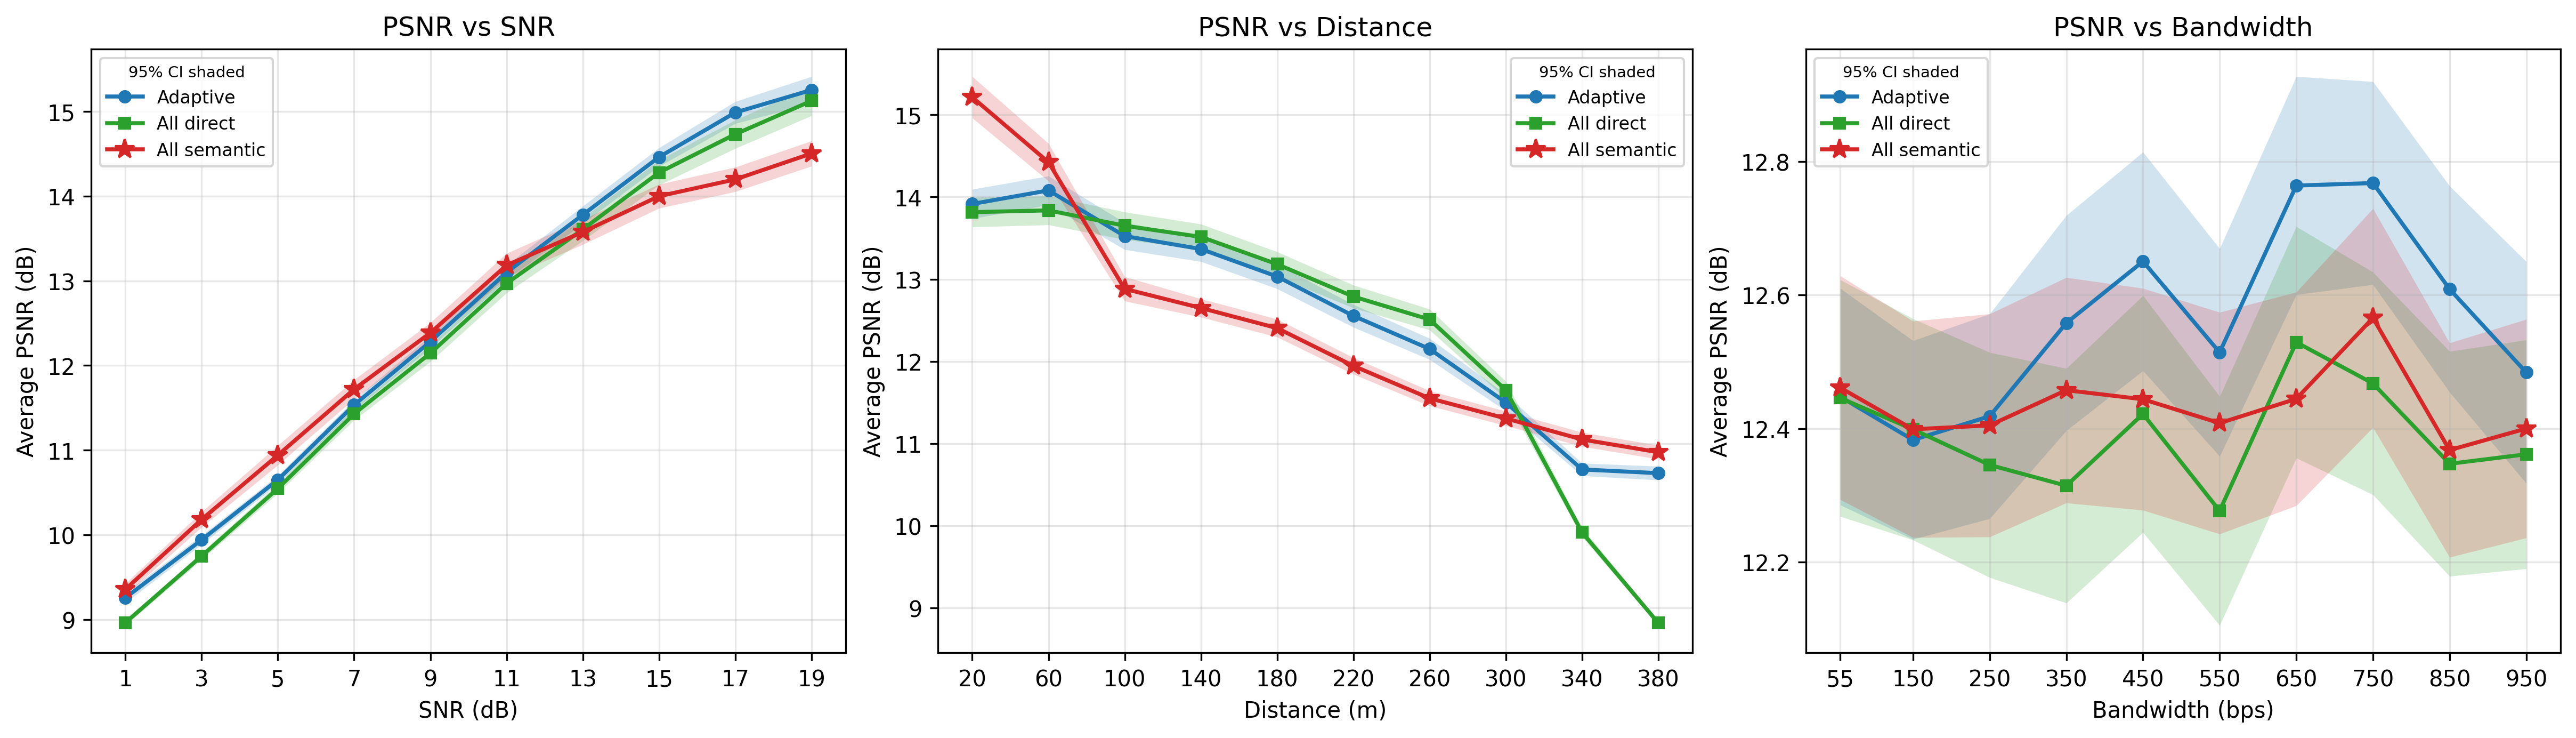 PSNR vs SNR
95% CI shaded
Adaptive
All direct
All semantic
Average PSNR (dB)
15
14
13
12
11
10
9
1 3 5 7 9 11 13 15 17 19
SNR (dB)
PSNR vs Distance
95% CI shaded
Adaptive
All direct
All semantic
Average PSNR (dB)
15
14
13
12
11
10
9
20 60 100 140 180 220 260 300 340 380
Distance (m)
PSNR vs Bandwidth
95% CI shaded
Adaptive
All direct
All semantic
Average PSNR (dB)
12.8
12.6
12.4
12.2
55 150 250 350 450 550 650 750 850 950
Bandwidth (bps)